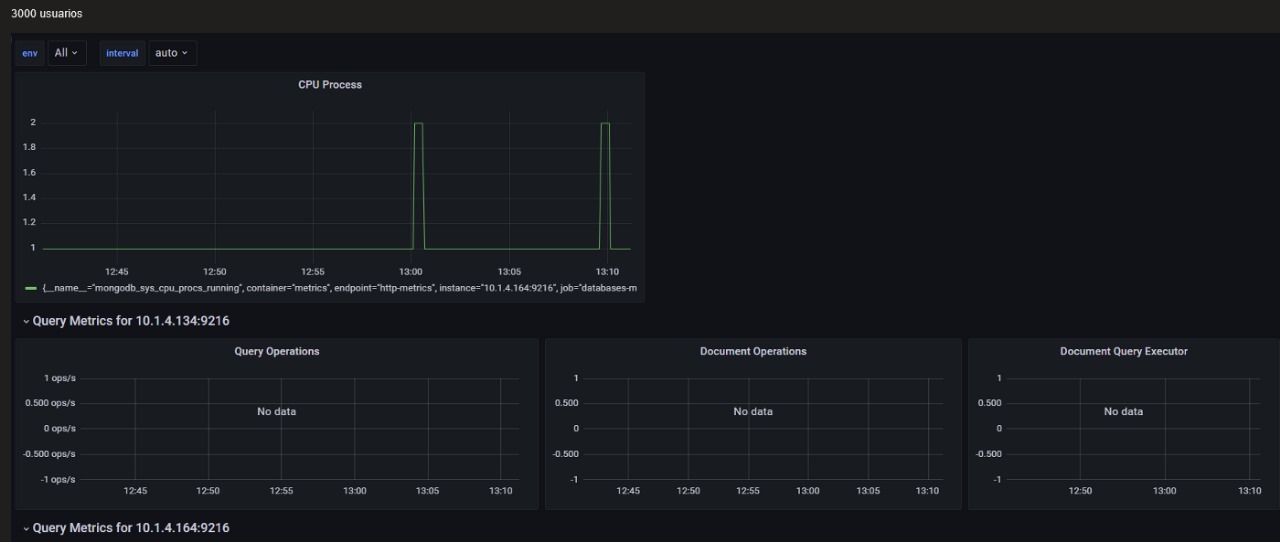 3000 usuarios
env All interval auto
CPU Process
2
1.8
1.6
1.4
1.2
1
12:45 12:50 12:55 13:00 13:05 13:10
{__name__="mongodb_sys_cpu_procs_running", container="metrics", endpoint="http-metrics", instance="10.1.4.164:9216", job="databases-m
Query Metrics for 10.1.4.134:9216
Query Operations
1 ops/s
0.500 ops/s
No data
0 ops/s
-0.500 ops/s
-1 ops/s
12:45 12:50 12:55 13:00 13:05 13:10
Document Operations
1
0.500
No data
0
-0.500
-1
12:45 12:50 12:55 13:00 13:05 13:10
Document Query Executor
1
0.500
No data
0
-0.500
-1
12:50 13:00 13:10
Query Metrics for 10.1.4.164:9216